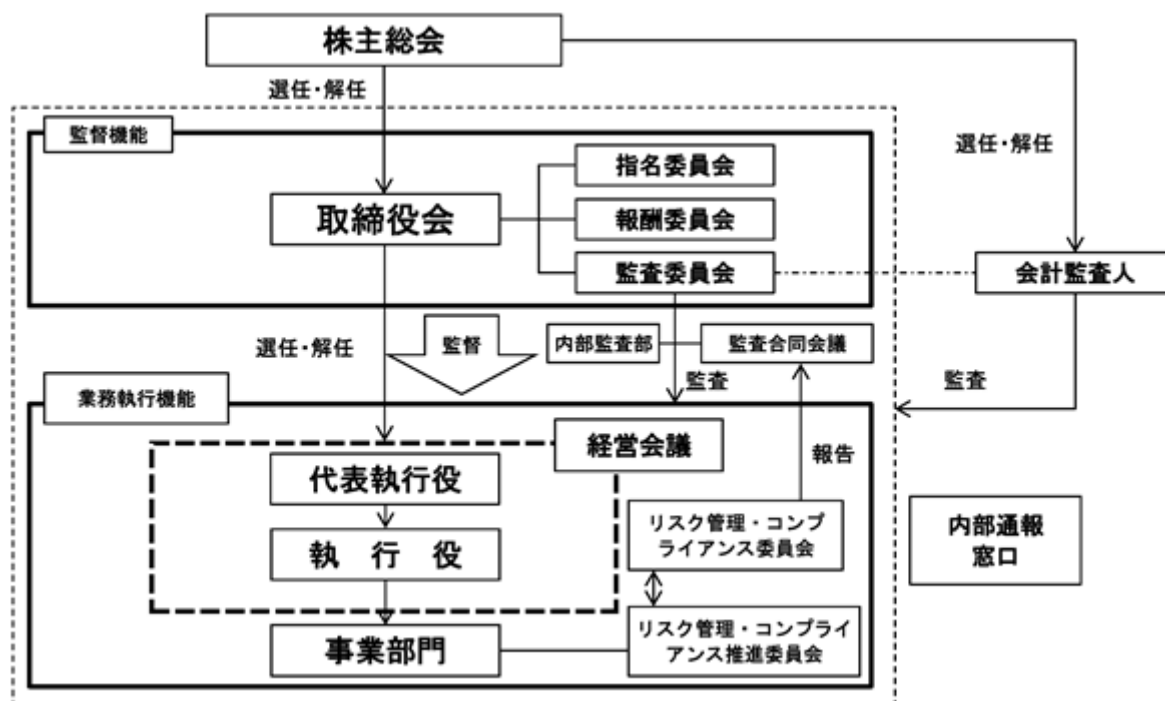 株主総会
選任・解任
監督機能
指名委員会
選任・解任
取締役会
報酬委員会
監査委員会
会計監査人
選任・解任
監督
内部監査部
監査合同会議
監査
監査
業務執行機能
経営会議
報告
代表執行役
リスク管理・コンプ
ライアンス委員会
内部通報
窓口
執 行 役
事業部門
リスク管理・コンプライ
アンス推進委員会